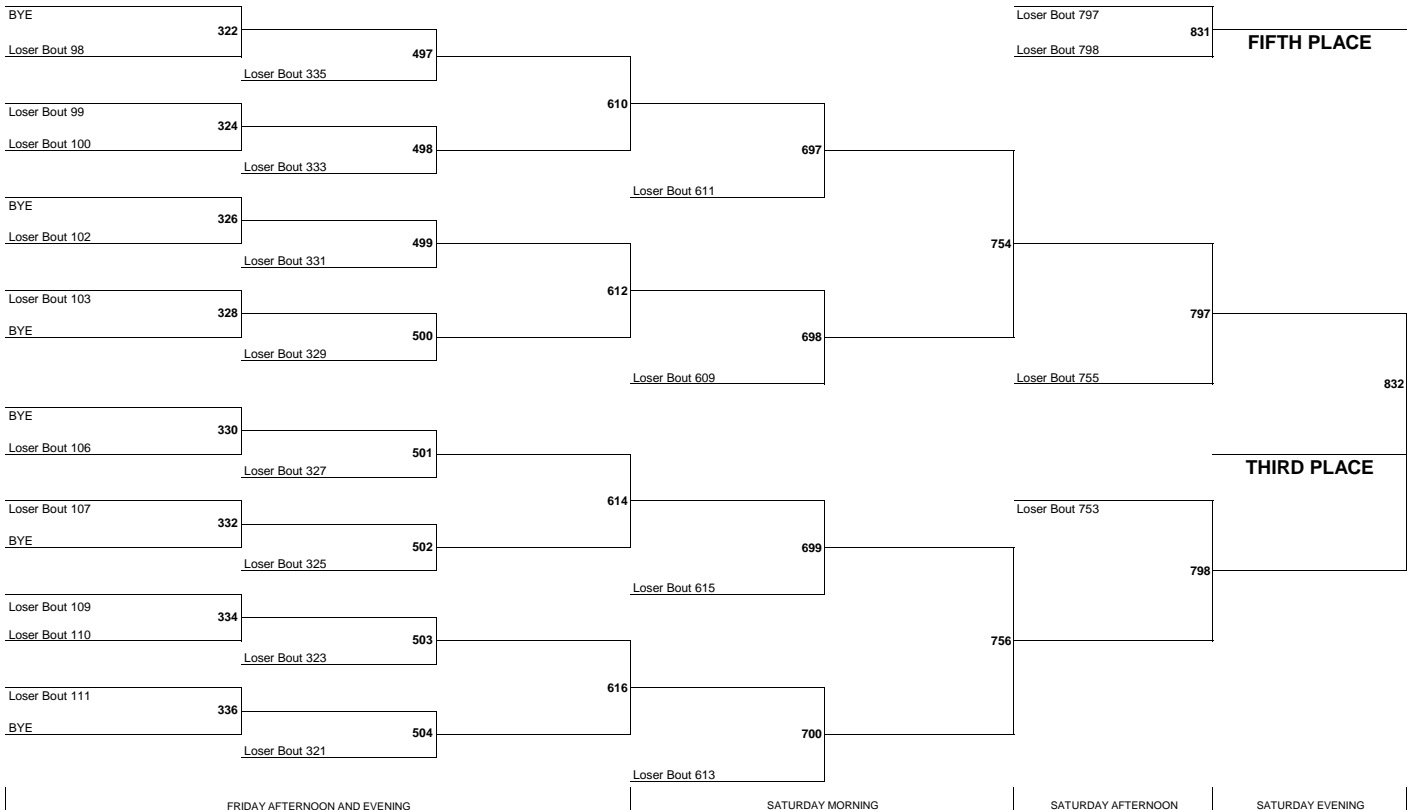 BYE
322
Loser Bout 98
497
Loser Bout 335
Loser Bout 99
324
Loser Bout 100
498
Loser Bout 333
610
697
Loser Bout 611
BYE
326
Loser Bout 102
499
Loser Bout 331
Loser Bout 103
328
BYE
500
Loser Bout 329
612
698
Loser Bout 609
754
BYE
330
Loser Bout 106
501
Loser Bout 327
Loser Bout 107
332
BYE
502
Loser Bout 325
614
699
Loser Bout 615
Loser Bout 109
334
Loser Bout 110
503
Loser Bout 323
Loser Bout 111
336
BYE
504
Loser Bout 321
616
700
Loser Bout 613
756
Loser Bout 797
831
Loser Bout 798
FIFTH PLACE
797
Loser Bout 755
832
THIRD PLACE
Loser Bout 753
798
FRIDAY AFTERNOON AND EVENING
SATURDAY MORNING
SATURDAY AFTERNOON
SATURDAY EVENING